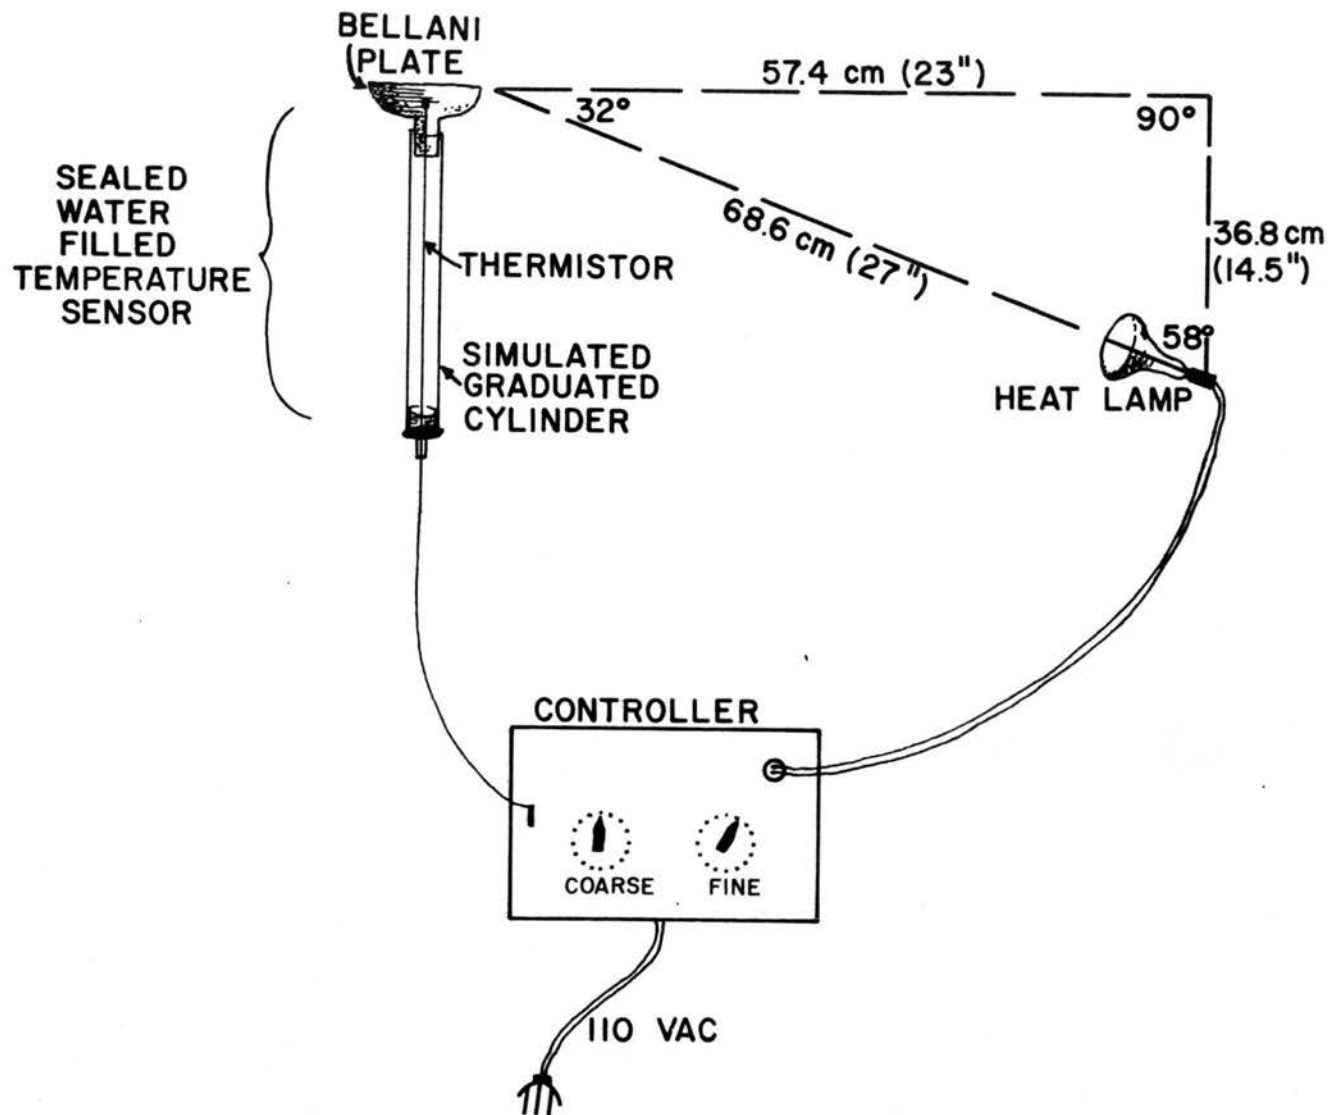 BELLANI
PLATE
57.4 cm (23")
32°
90°
SEALED
WATER
FILLED
TEMPERATURE
SENSOR
68.6 cm (27")
36.8 cm
(14.5")
THERMISTOR
58°
SIMULATED
GRADUATED
CYLINDER
HEAT LAMP
CONTROLLER
COARSE
FINE
110 VAC